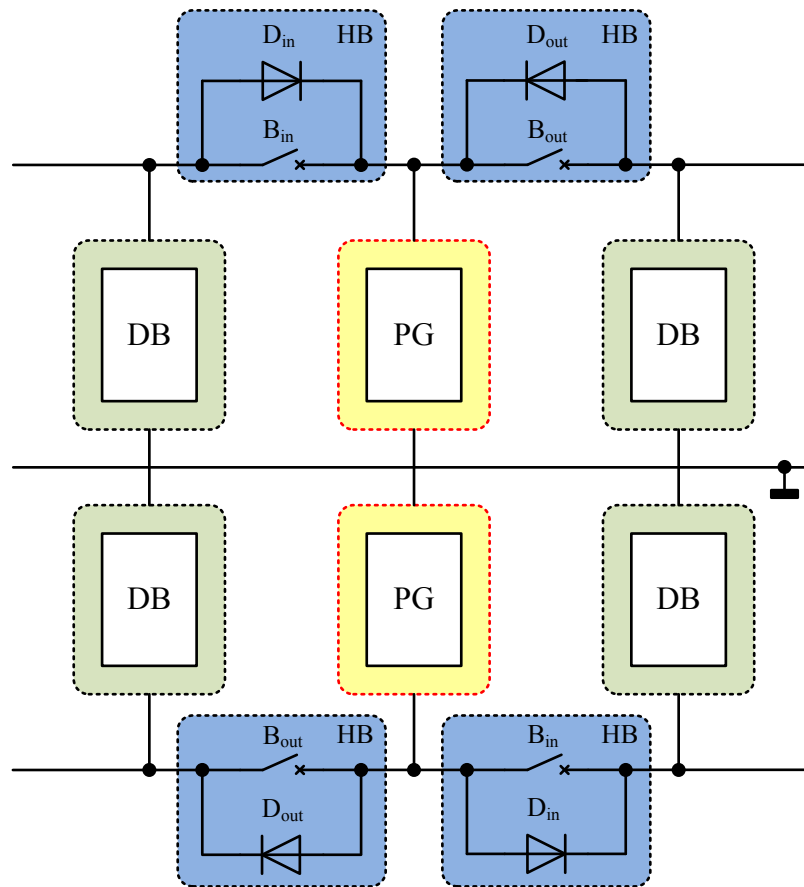 D_in HB
B_in
D_out HB
B_out
DB
PG
DB
DB
PG
DB
B_out HB
D_out
B_in HB
D_in